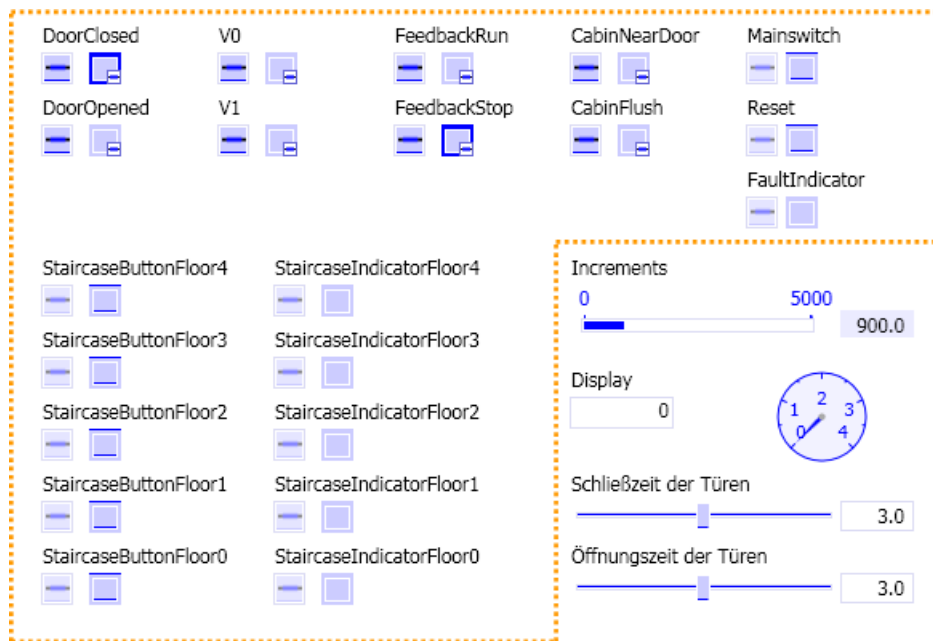 DoorClosed V0 FeedbackRun CabinNearDoor Mainswitch
DoorOpened V1 FeedbackStop CabinFlush Reset
FaultIndicator
StaircaseButtonFloor4 StaircaseIndicatorFloor4 Increments
0 5000
900.0
StaircaseButtonFloor3 StaircaseIndicatorFloor3
Display
0
0 1 2 3 4
StaircaseButtonFloor2 StaircaseIndicatorFloor2
StaircaseButtonFloor1 StaircaseIndicatorFloor1 Schließzeit der Türen
3.0
StaircaseButtonFloor0 StaircaseIndicatorFloor0 Öffnungszeit der Türen
3.0